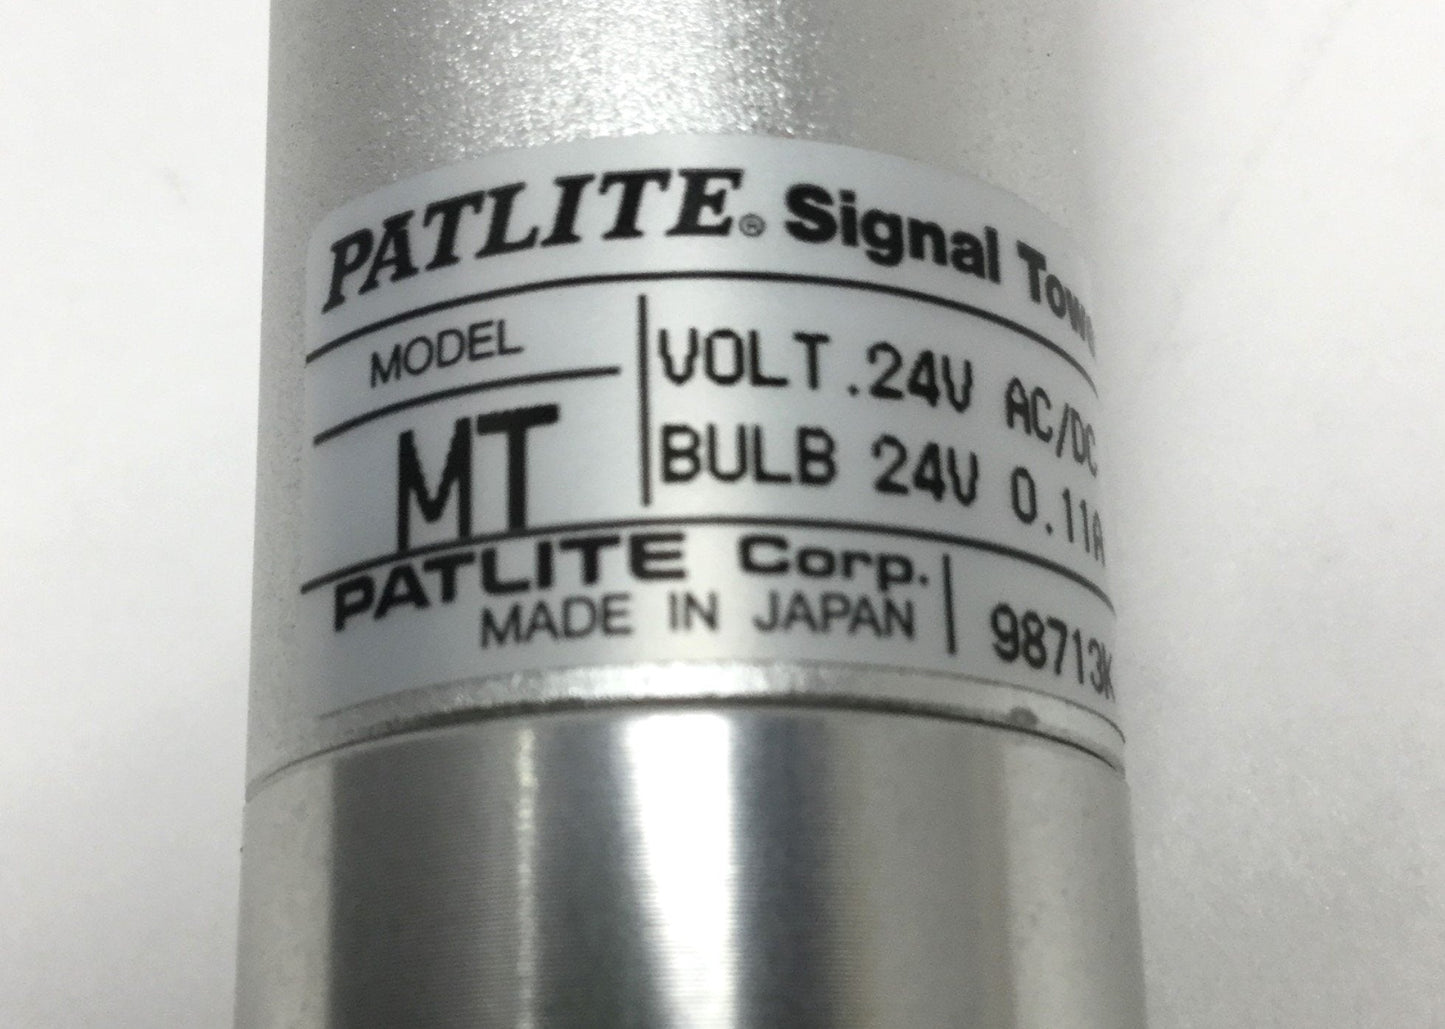 PATLITE® Signal Tow
MODEL
MT
VOLT.24V AC/DC
BULB 24V 0.11A
PATLITE Corp.
MADE IN JAPAN
98713K